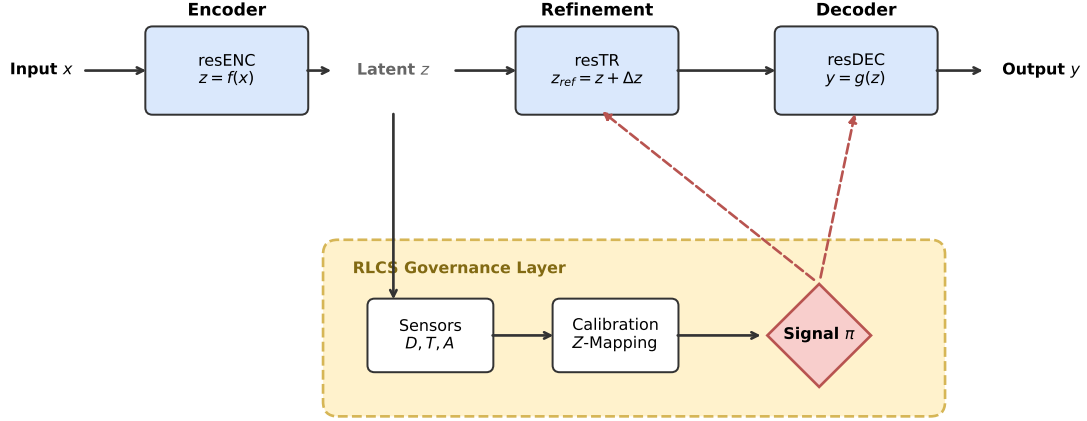 Encoder
Refinement
Decoder
Input x
resENC
z = f(x)
Latent z
resTR
z_ref = z + Δz
resDEC
y = g(z)
Output y
RLCS Governance Layer
Sensors
D, T, A
Calibration
Z-Mapping
Signal π